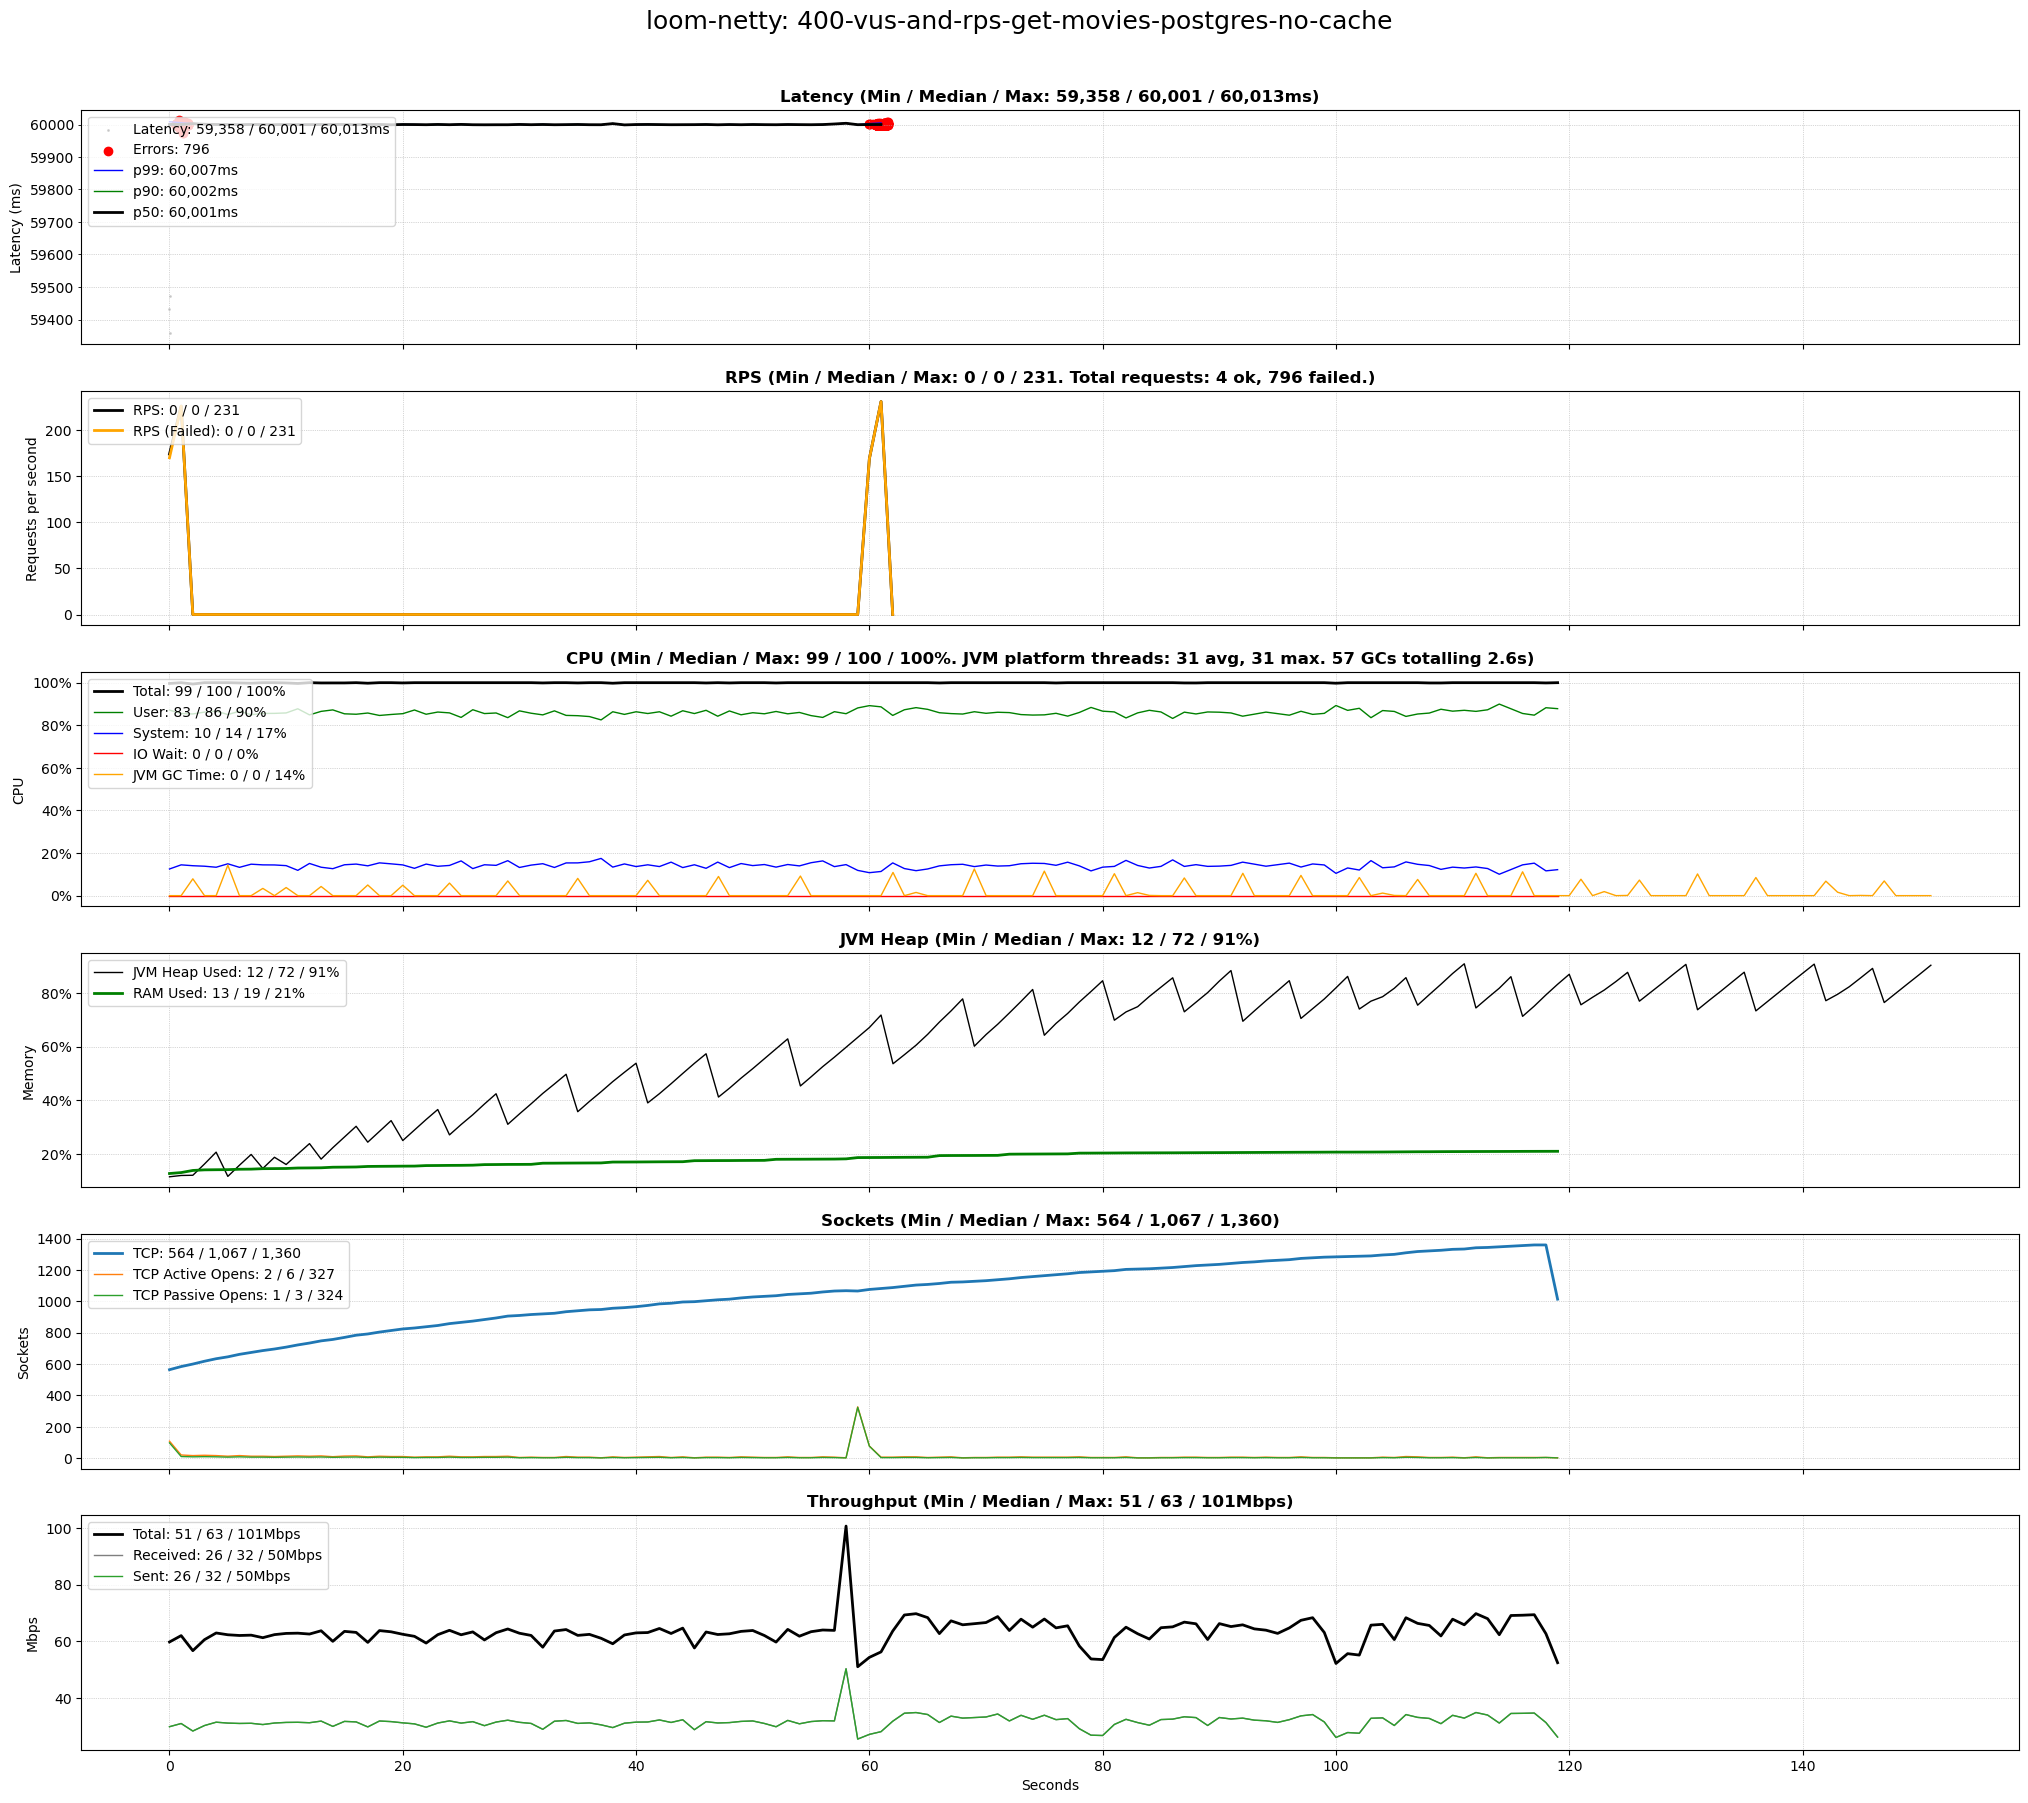 loom-netty: 400-vus-and-rps-get-movies-postgres-no-cache
Latency (Min / Median / Max: 59,358 / 60,001 / 60,013ms)
Latency (ms)
60000
59900
59800
59700
59600
59500
59400
Latency: 59,358 / 60,001 / 60,013ms
Errors: 796
p99: 60,007ms
p90: 60,002ms
p50: 60,001ms
RPS (Min / Median / Max: 0 / 0 / 231. Total requests: 4 ok, 796 failed.)
Requests per second
200
150
100
50
0
RPS: 0 / 0 / 231
RPS (Failed): 0 / 0 / 231
CPU (Min / Median / Max: 99 / 100 / 100%. JVM platform threads: 31 avg, 31 max. 57 GCs totalling 2.6s)
CPU
100%
80%
60%
40%
20%
0%
Total: 99 / 100 / 100%
User: 83 / 86 / 90%
System: 10 / 14 / 17%
IO Wait: 0 / 0 / 0%
JVM GC Time: 0 / 0 / 14%
JVM Heap (Min / Median / Max: 12 / 72 / 91%)
Memory
80%
60%
40%
20%
JVM Heap Used: 12 / 72 / 91%
RAM Used: 13 / 19 / 21%
Sockets (Min / Median / Max: 564 / 1,067 / 1,360)
Sockets
1400
1200
1000
800
600
400
200
0
TCP: 564 / 1,067 / 1,360
TCP Active Opens: 2 / 6 / 327
TCP Passive Opens: 1 / 3 / 324
Throughput (Min / Median / Max: 51 / 63 / 101Mbps)
Mbps
100
80
60
40
Total: 51 / 63 / 101Mbps
Received: 26 / 32 / 50Mbps
Sent: 26 / 32 / 50Mbps
0 20 40 60 80 100 120 140
Seconds